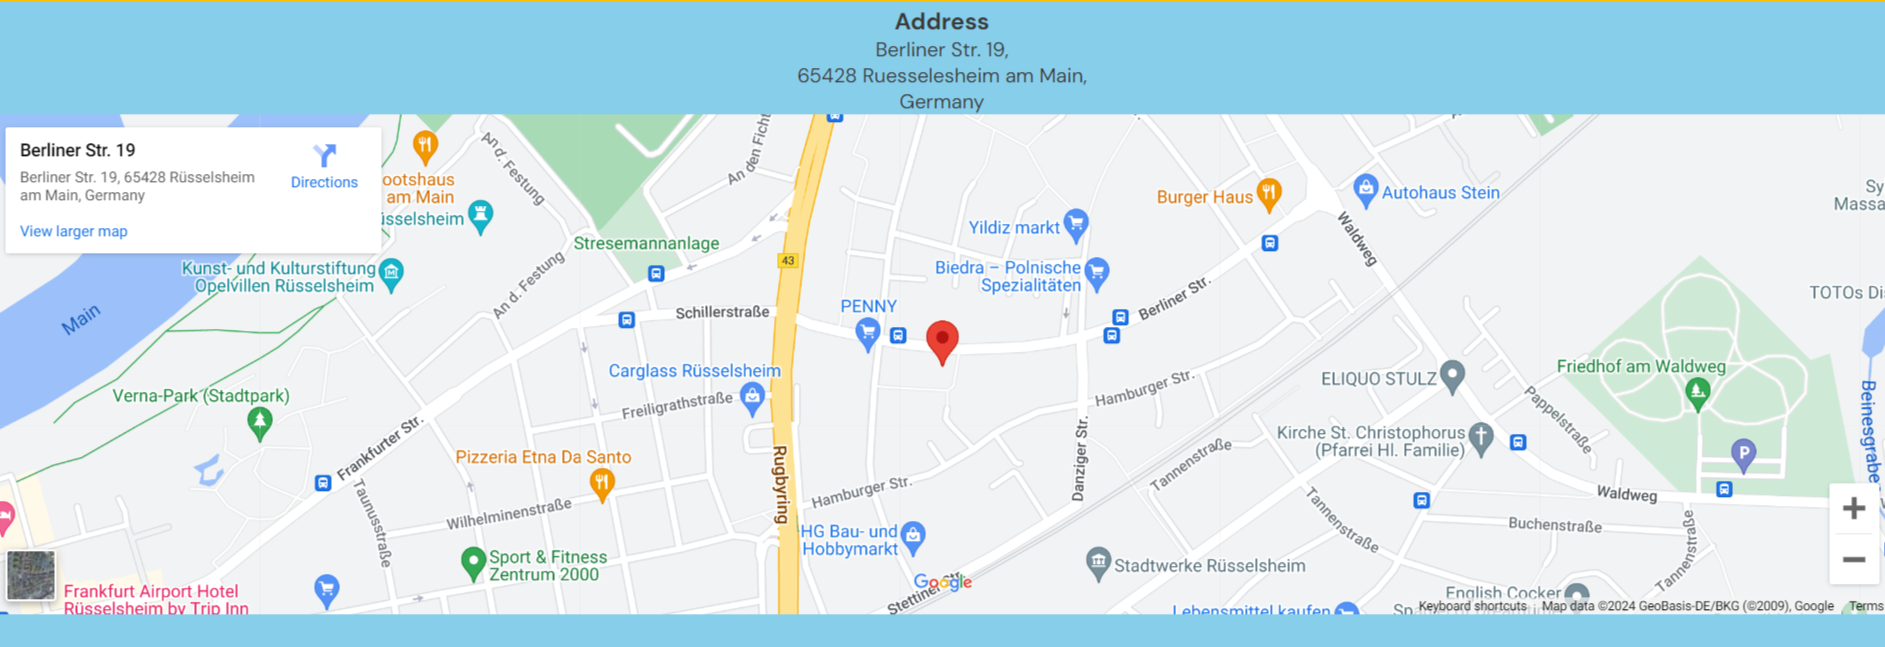 Address
Berliner Str. 19,
65428 Ruesselesheim am Main,
Germany
Berliner Str. 19
Berliner Str. 19, 65428 Rüsselsheim
am Main, Germany
Directions
View larger map
ootshaus
am Main
üsselsheim
Kunst- und Kulturstiftung
Opelvillen Rüsselsheim
Main
Verna-Park (Stadtpark)
An d. Festung
An d. Festung
An den Ficht
Stresemannanlage
43
Schillerstraße
PENNY
Carglass Rüsselsheim
Freiligrathstraße
Frankfurter Str.
Pizzeria Etna Da Santo
Taunusstraße
Wilhelminenstraße
Rugbyring
Sport & Fitness
Zentrum 2000
Frankfurt Airport Hotel
Rüsselsheim by Trip Inn
Yildiz markt
Biedra – Polnische
Spezialitäten
Burger Haus
Autohaus Stein
Waldweg
Berliner Str.
Hamburger Str.
Hamburger Str.
Danziger Str.
HG Bau- und
Hobbymarkt
Google
Stettiner Str.
Tannenstraße
Tannenstraße
Tannenstraße
Stadtwerke Rüsselsheim
ELIQUO STULZ
Kirche St. Christophorus
(Pfarrei Hl. Familie)
Pappelstraße
Friedhof am Waldweg
P
Waldweg
Buchenstraße
Sy
Massa
TOTOs Di
Beinesgrabe
English Cocker
Lebensmittel kaufen
Keyboard shortcuts
Map data ©2024 GeoBasis-DE/BKG (©2009), Google
Terms